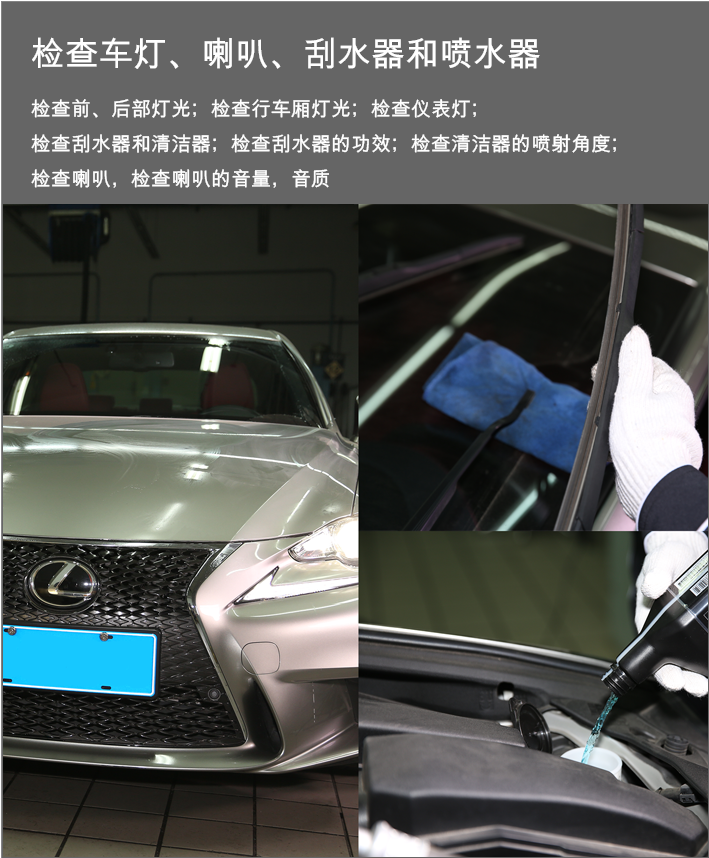 检查车灯、喇叭、刮水器和喷水器
检查前、后部灯光；检查行车厢灯光；检查仪表灯；
检查刮水器和清洁器；检查刮水器的功效；检查清洁器的喷射角度；
检查喇叭，检查喇叭的音量，音质